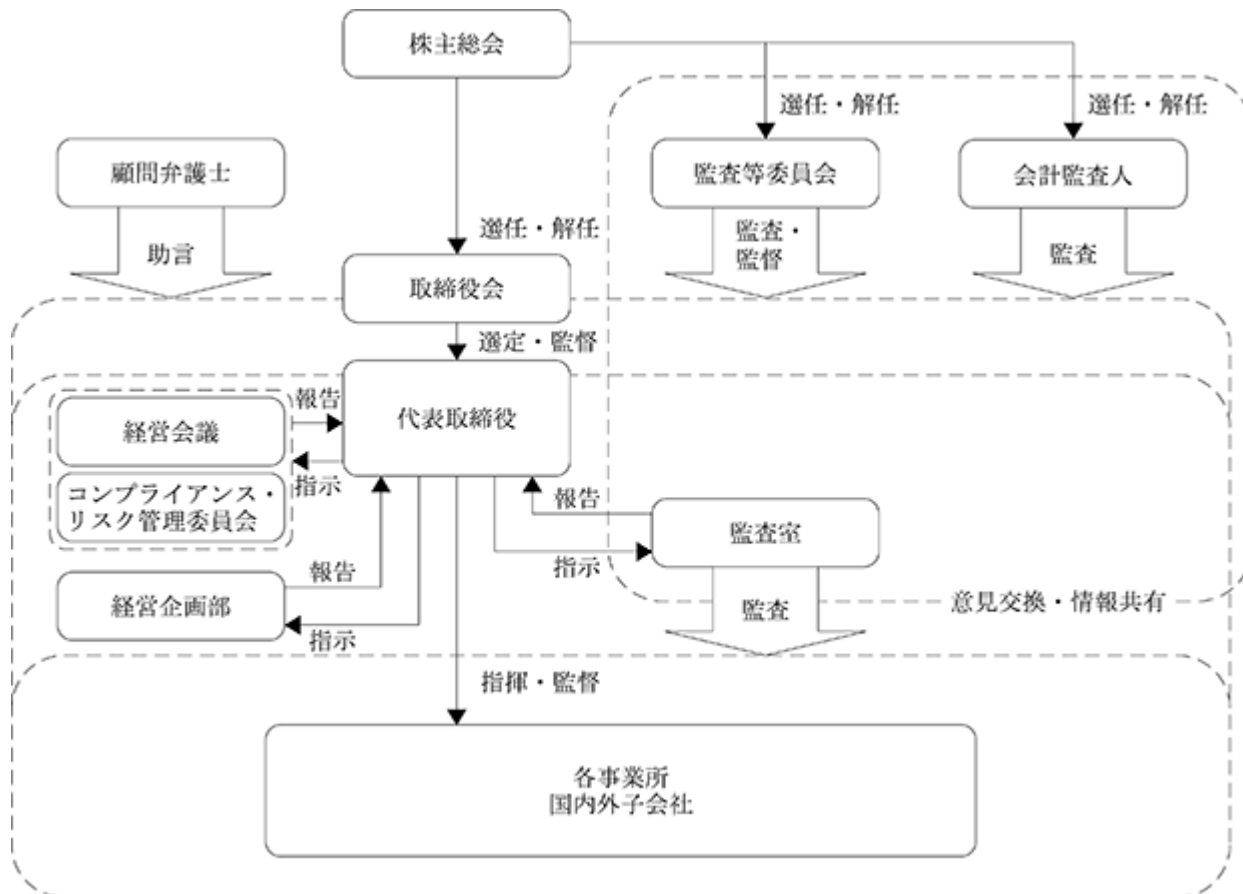 株主総会
選任・解任
選任・解任
顧問弁護士
監査等委員会
会計監査人
助言
選任・解任
監査・
監督
監査
取締役会
選定・監督
経営会議
報告
代表取締役
指示
コンプライアンス・
リスク管理委員会
報告
監査室
指示
報告
経営企画部
指示
監査
意見交換・情報共有
指揮・監督
各事業所
国内外子会社